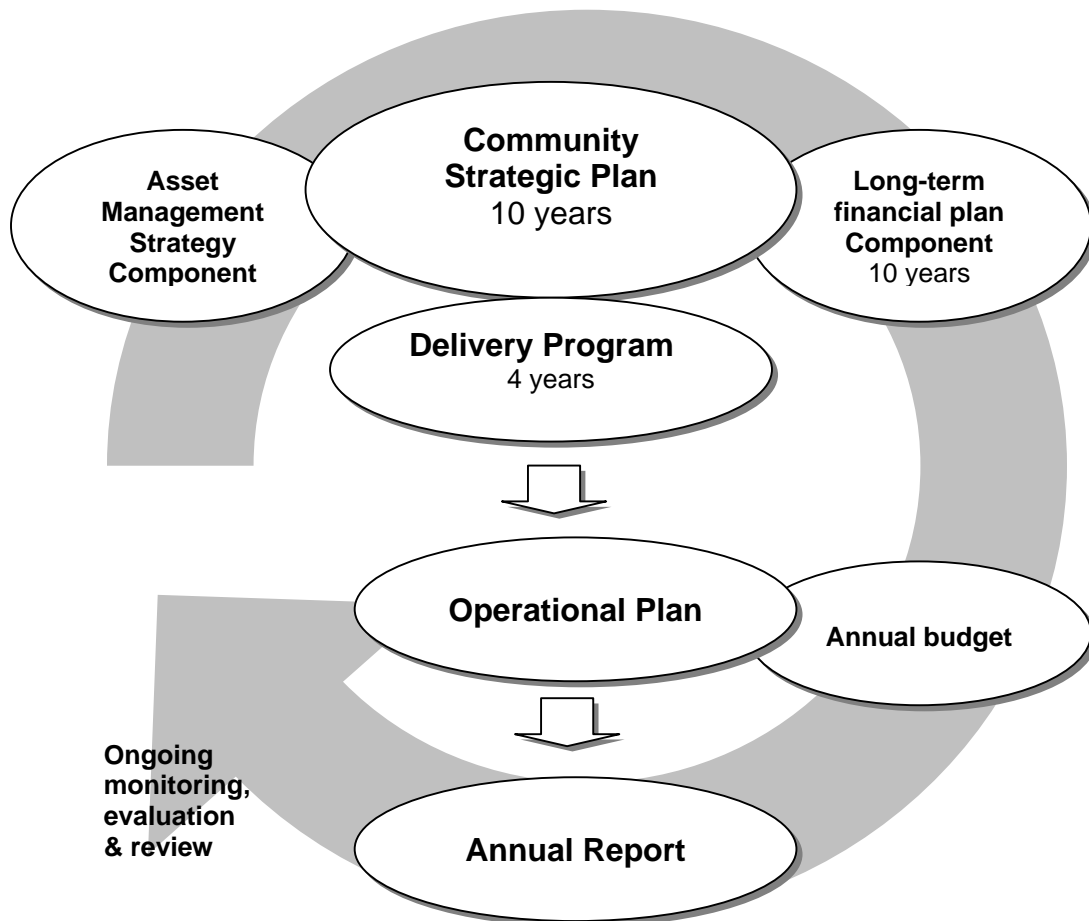 Community
Strategic Plan
10 years
Asset
Management
Strategy
Component
Long-term
financial plan
Component
10 years
Delivery Program
4 years
Operational Plan
Annual budget
Ongoing
monitoring,
evaluation
& review
Annual Report